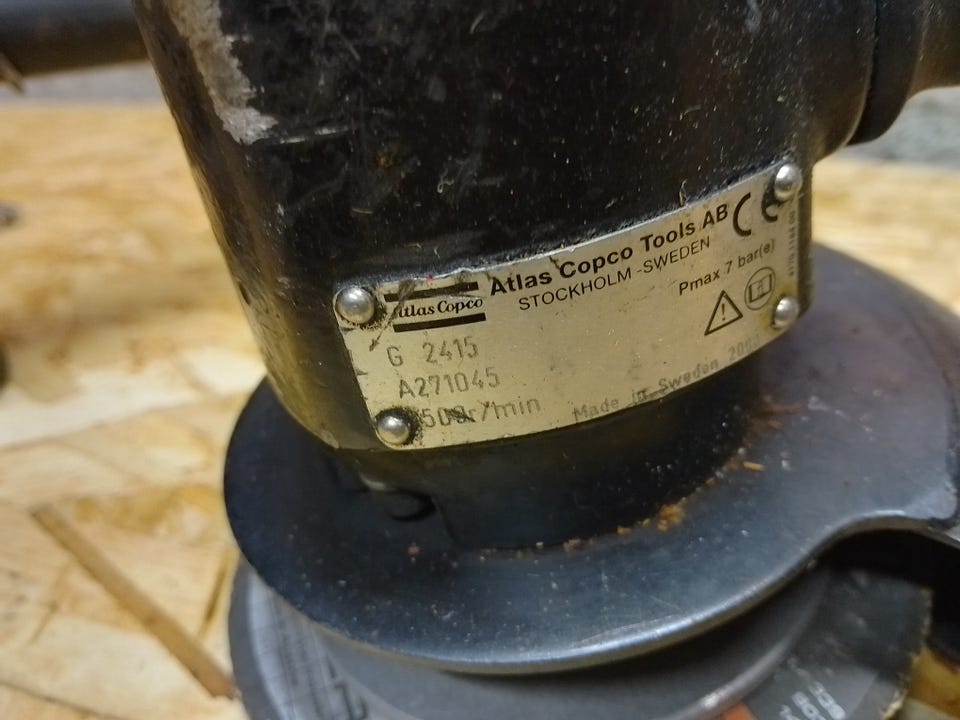 Atlas Copco Tools AB
STOCKHOLM - SWEDEN
Atlas Copco
Pmax 7 bar(e)
G 2415
A271045
r/min
Made in Sweden